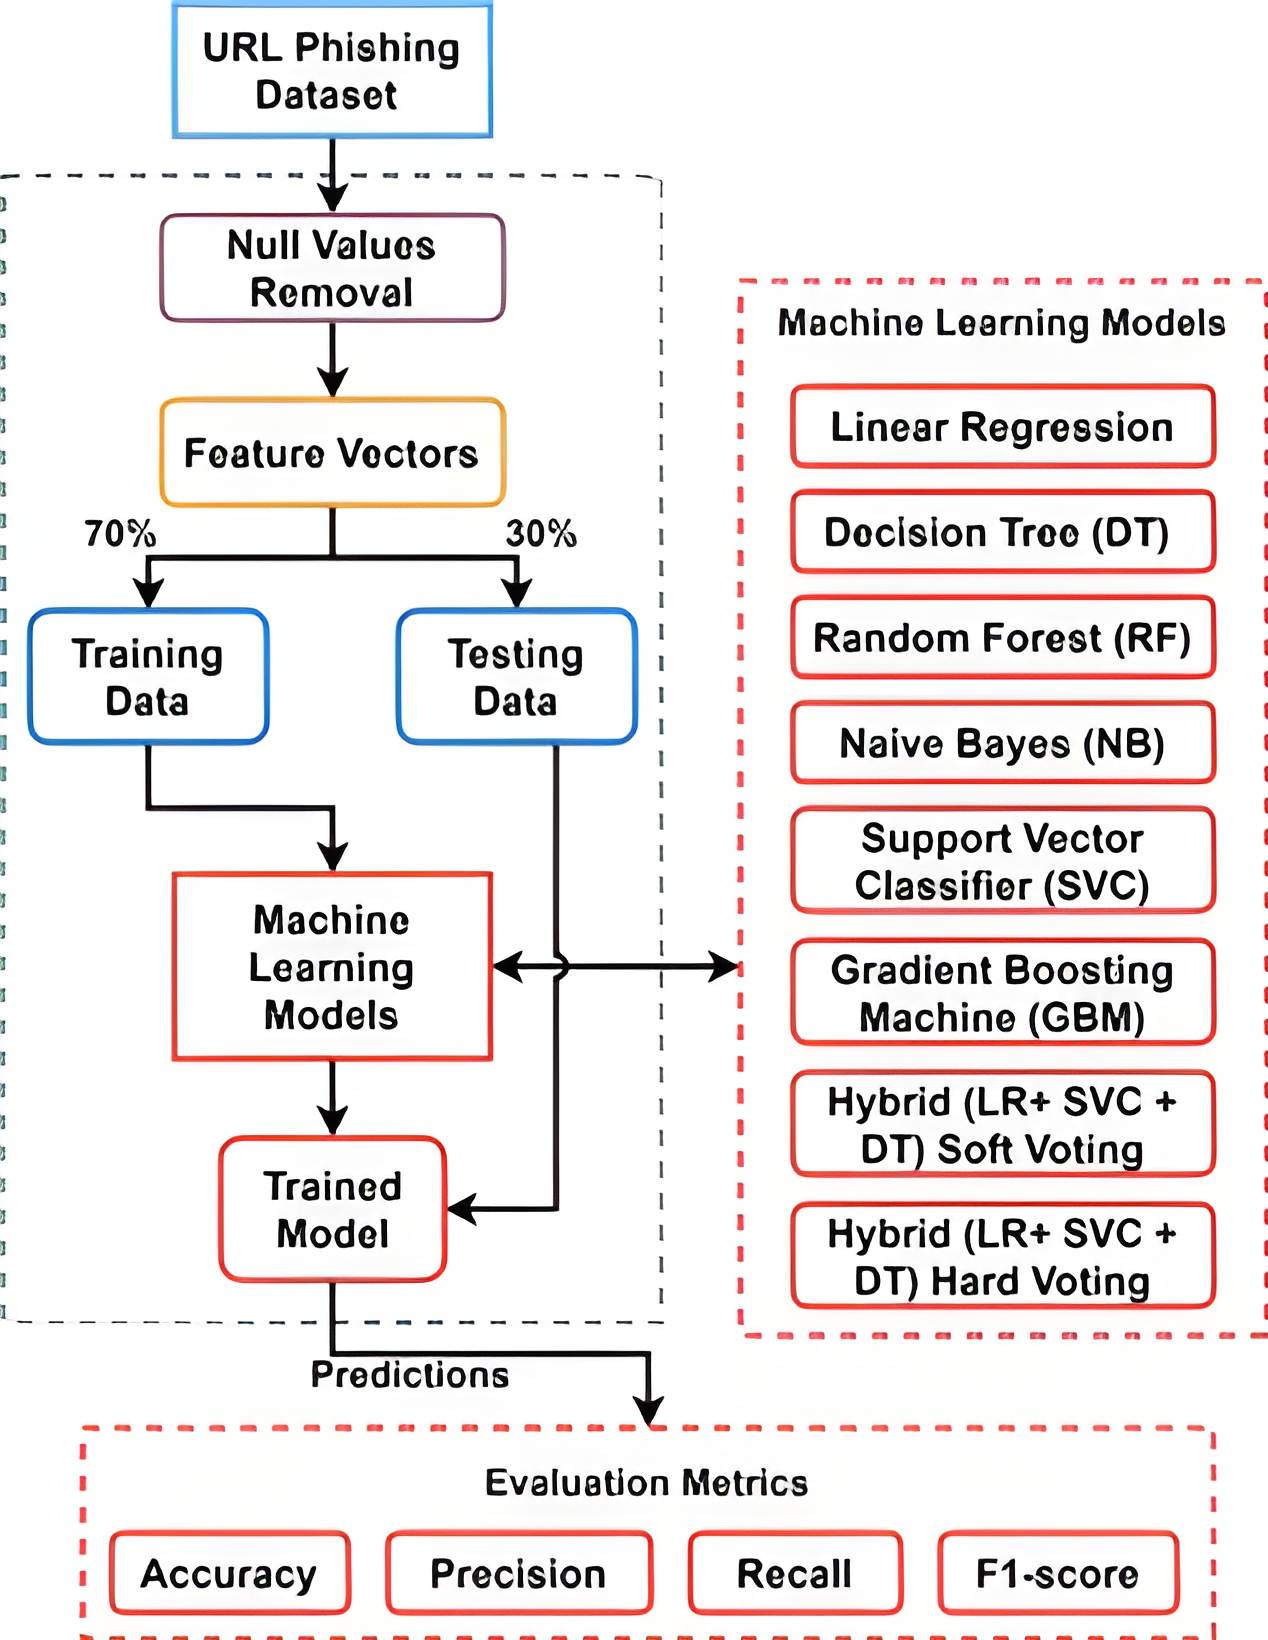 URL Phishing
Dataset
Null Values
Removal
Feature Vectors
70%
30%
Training
Data
Testing
Data
Machine
Learning
Models
Trained
Model
Predictions
Machine Learning Models
Linear Regression
Decision Tree (DT)
Random Forest (RF)
Naive Bayes (NB)
Support Vector
Classifier (SVC)
Gradient Boosting
Machine (GBM)
Hybrid (LR+ SVC +
DT) Soft Voting
Hybrid (LR+ SVC +
DT) Hard Voting
Evaluation Metrics
Accuracy
Precision
Recall
F1-score